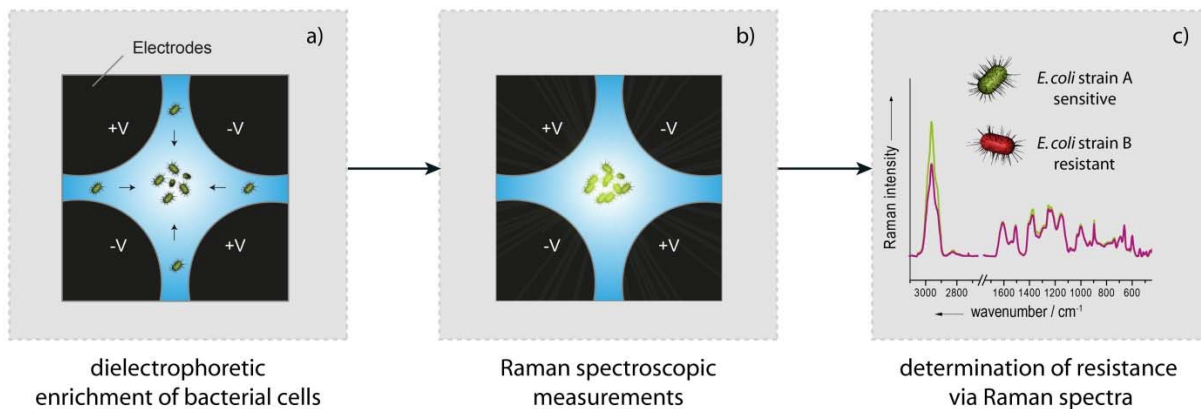 a)
Electrodes
+V
-V
-V
+V
dielectrophoretic
enrichment of bacterial cells
b)
+V
-V
-V
+V
Raman spectroscopic
measurements
c)
E. coli strain A
sensitive
E. coli strain B
resistant
Raman intensity
3000 2800 1600 1400 1200 1000 800 600
wavenumber / cm⁻¹
determination of resistance
via Raman spectra